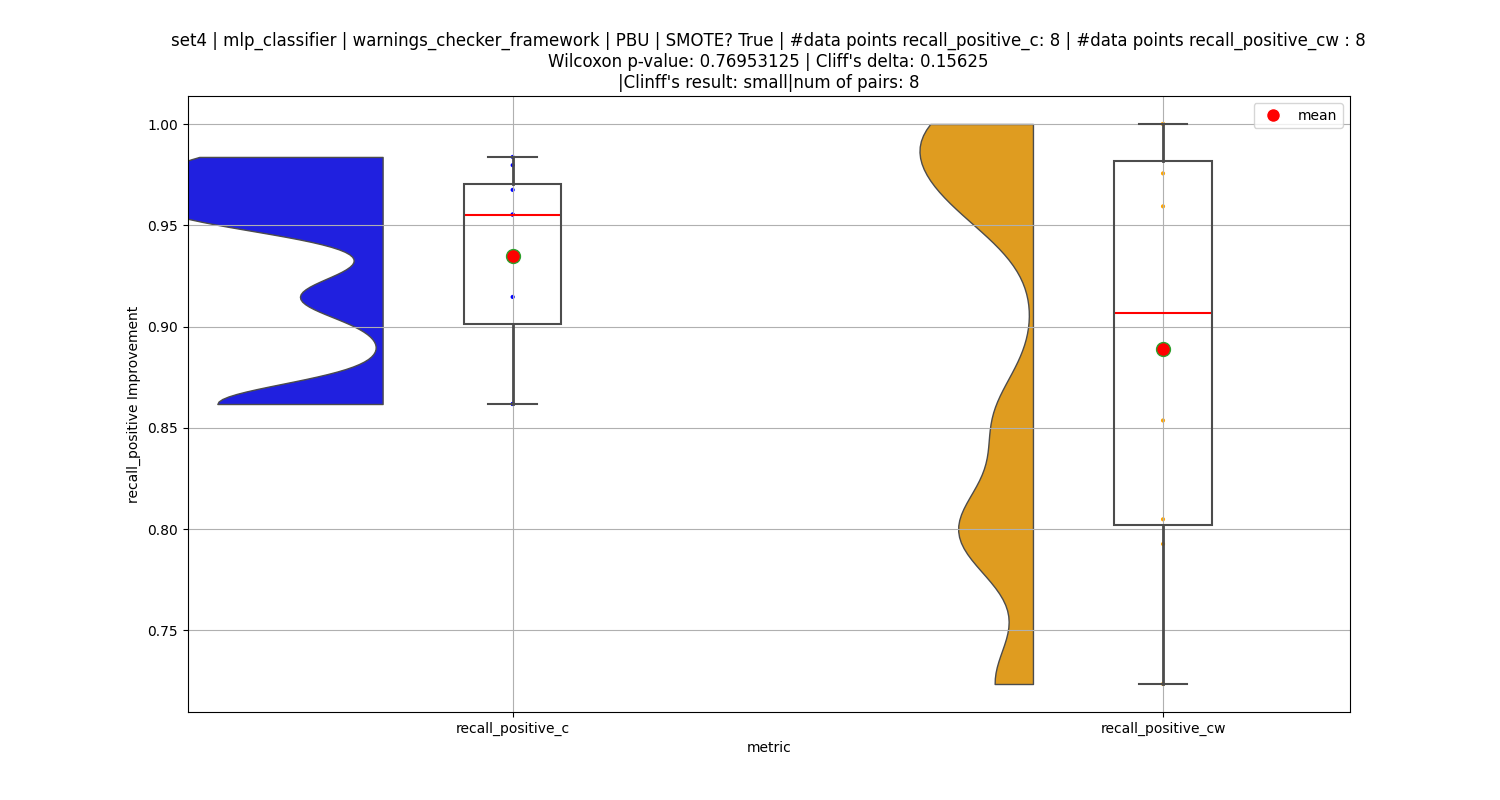 set4 | mlp_classifier | warnings_checker_framework | PBU | SMOTE? True | #data points recall_positive_c: 8 | #data points recall_positive_cw : 8
Wilcoxon p-value: 0.76953125 | Cliff's delta: 0.15625
|Clinff's result: small|num of pairs: 8
mean
1.00
0.95
0.90
0.85
0.80
0.75
recall_positive Improvement
recall_positive_c
recall_positive_cw
metric